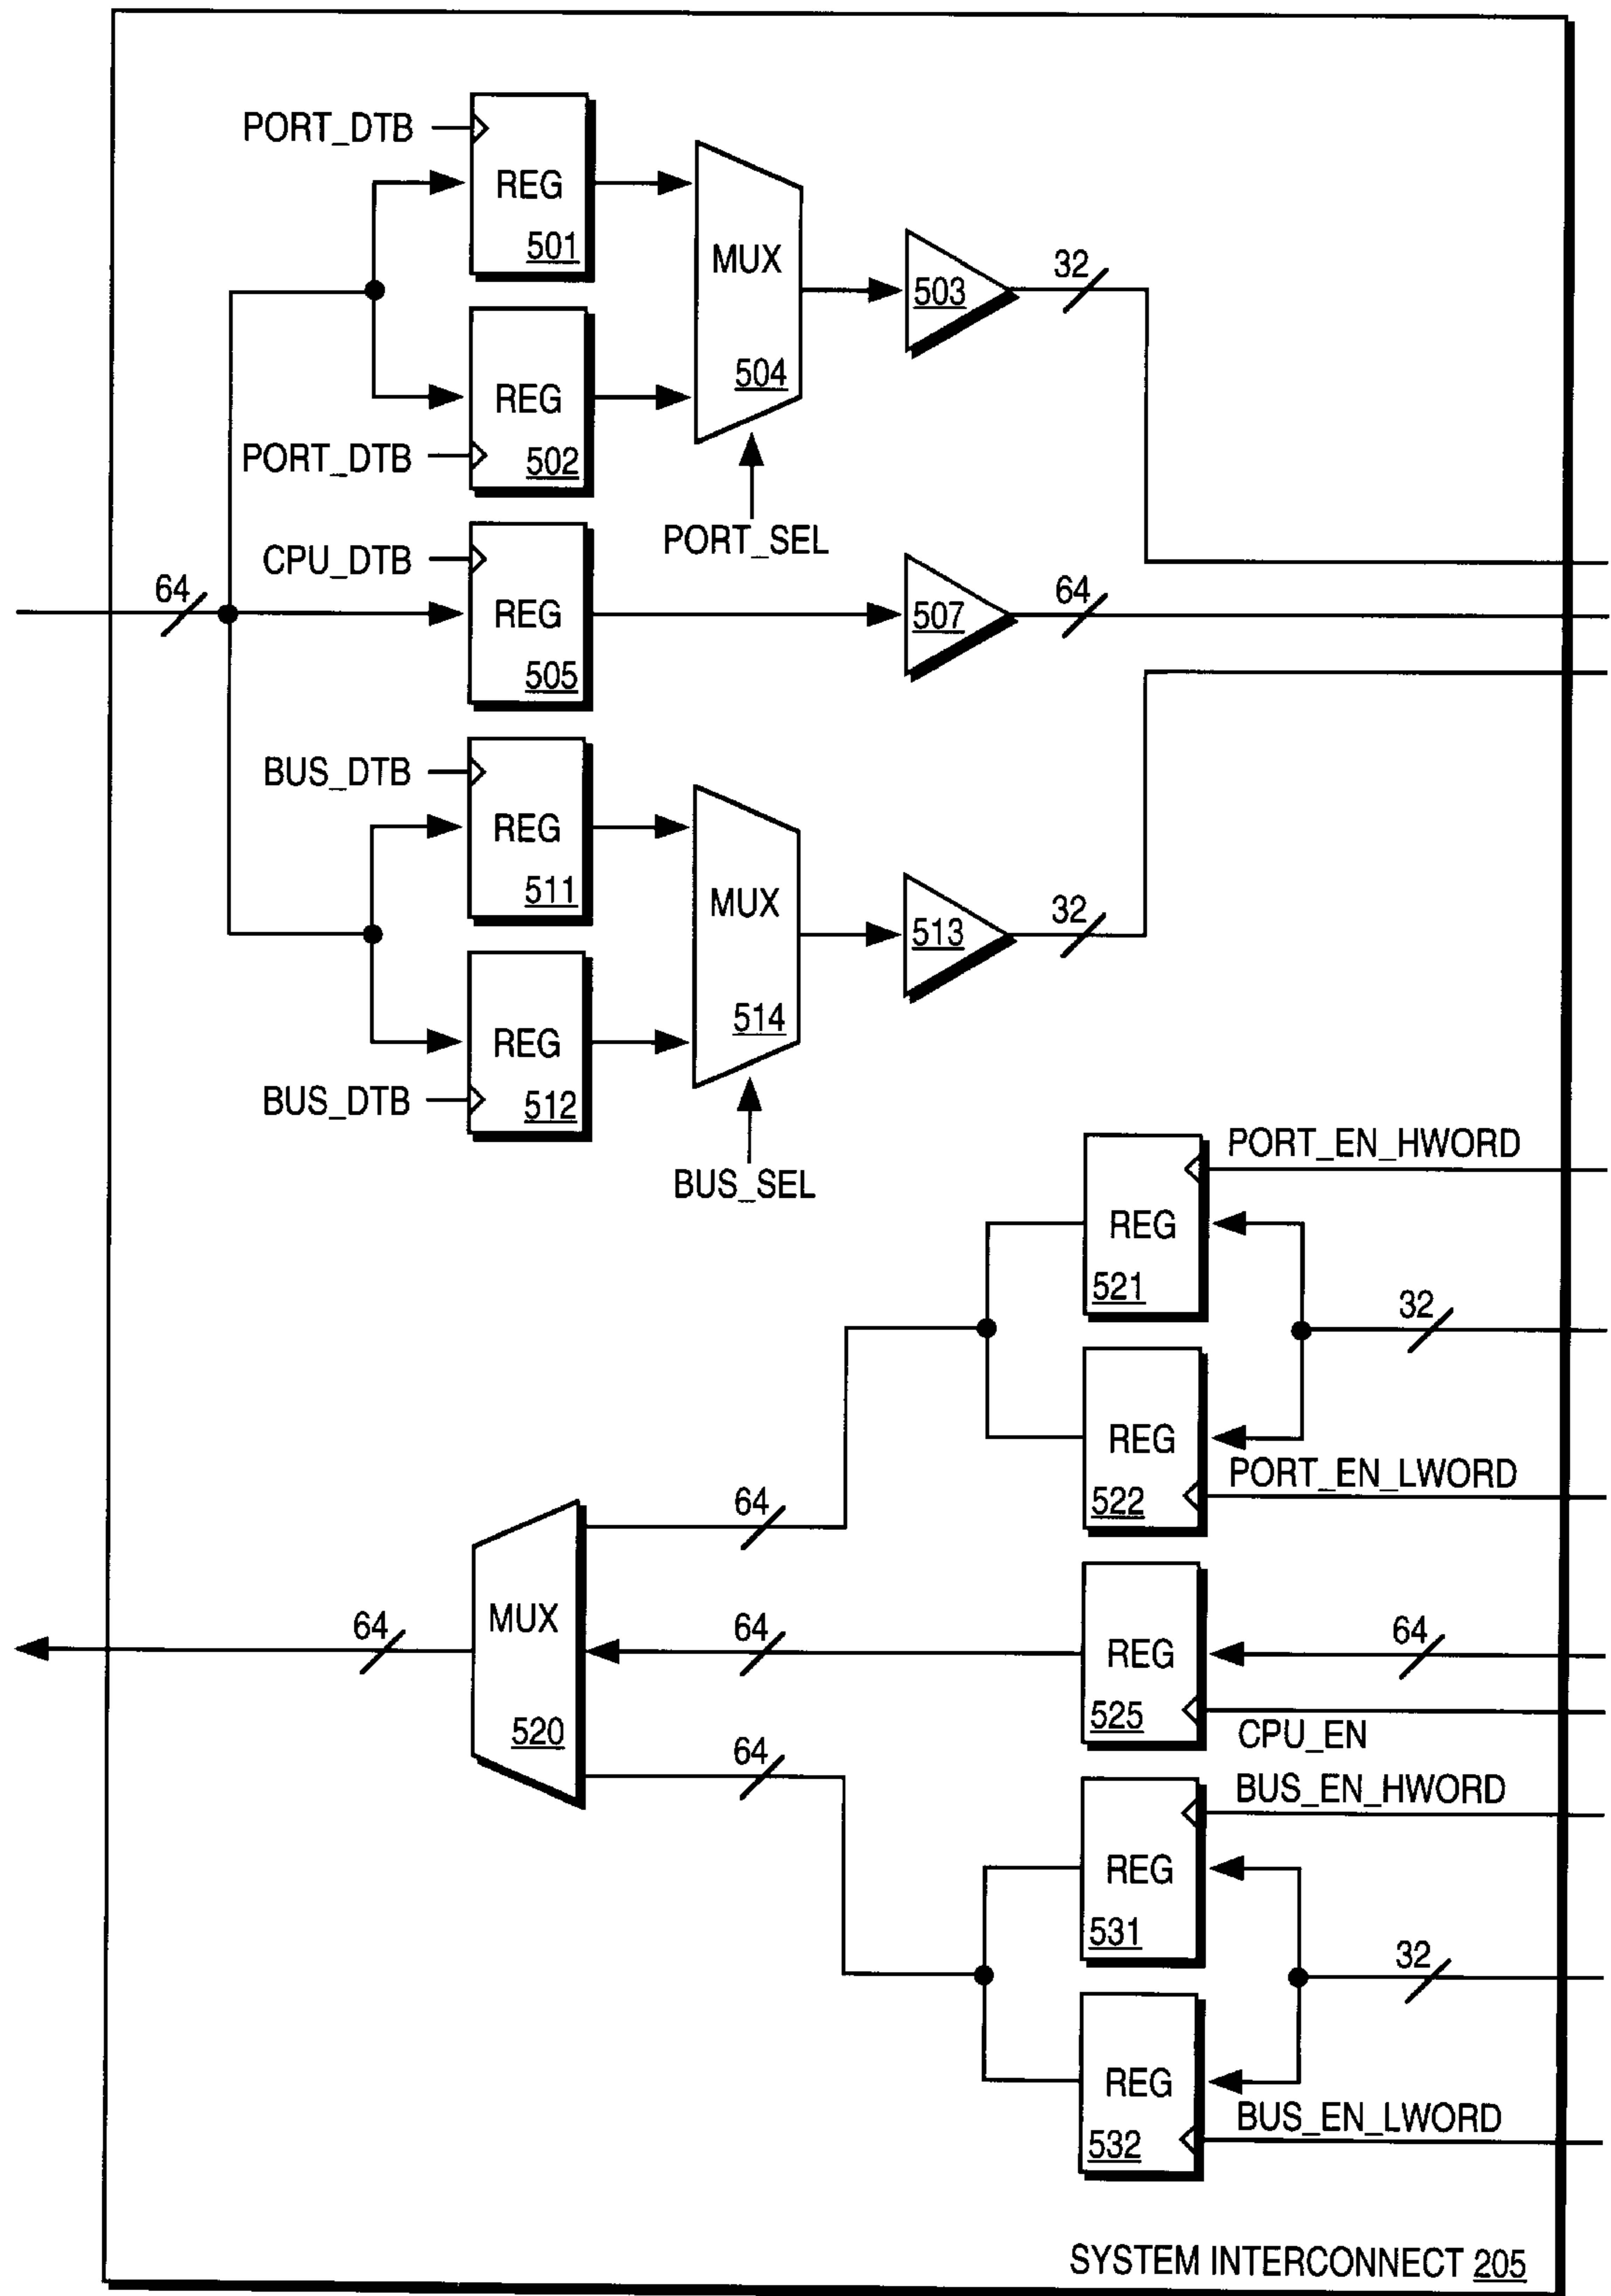 PORT_DTB
REG
501
MUX
504
503
32
REG
502
PORT_DTB
PORT_SEL
CPU_DTB
64
REG
505
507
64
BUS_DTB
REG
511
MUX
514
513
32
REG
512
BUS_DTB
BUS_SEL
PORT_EN_HWORD
REG
521
32
REG
522
PORT_EN_LWORD
64
MUX
520
64
64
REG
525
64
CPU_EN
64
BUS_EN_HWORD
REG
531
32
REG
532
BUS_EN_LWORD
SYSTEM INTERCONNECT 205